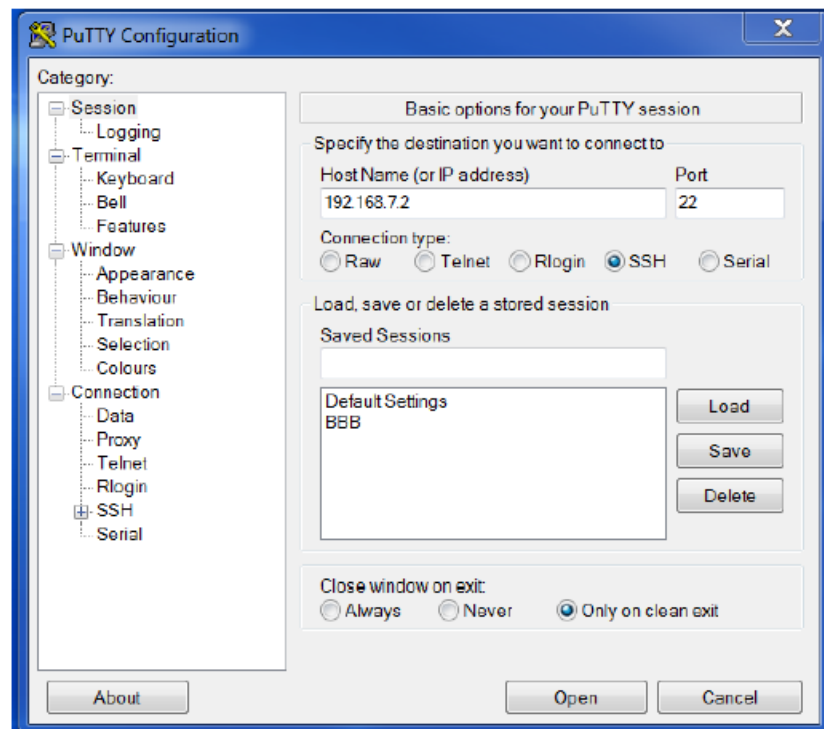 PuTTY Configuration
X
Category:
Session
Logging
Terminal
Keyboard
Bell
Features
Window
Appearance
Behaviour
Translation
Selection
Colours
Connection
Data
Proxy
Telnet
Rlogin
SSH
Serial
Basic options for your PuTTY session
Specify the destination you want to connect to
Host Name (or IP address) Port
192.168.7.2 22
Connection type:
Raw Telnet Rlogin SSH Serial
Load, save or delete a stored session
Saved Sessions
Default Settings
BBB
Load
Save
Delete
Close window on exit:
Always Never Only on clean exit
About Open Cancel